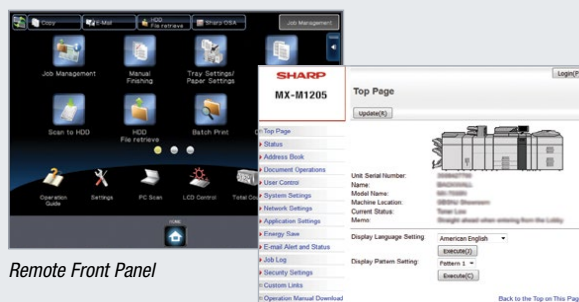 Copy
E-Mail
HDD File retrieve
Sharp OSA
Job Management
Job Management
Manual Finishing
Tray Settings/ Paper Settings
Scan to HDD
HDD File retrieve
Batch Print
Operation Guide
Settings
PC Scan
LCD Control
Total Co
Remote Front Panel
SHARP
MX-M1205
Login(P
Top Page
Update(R)
Top Page
Status
Address Book
Document Operations
User Control
System Settings
Network Settings
Application Settings
Energy Save
E-mail Alert and Status
Job Log
Security Settings
Custom Links
Operation Manual Download
Unit Serial Number:
Name:
Model Name:
Machine Location:
Current Status:
Memo:
Display Language Setting:
American English
Execute(J)
Display Pattern Setting:
Pattern 1
Execute(C)
Back to the Top on This Pag